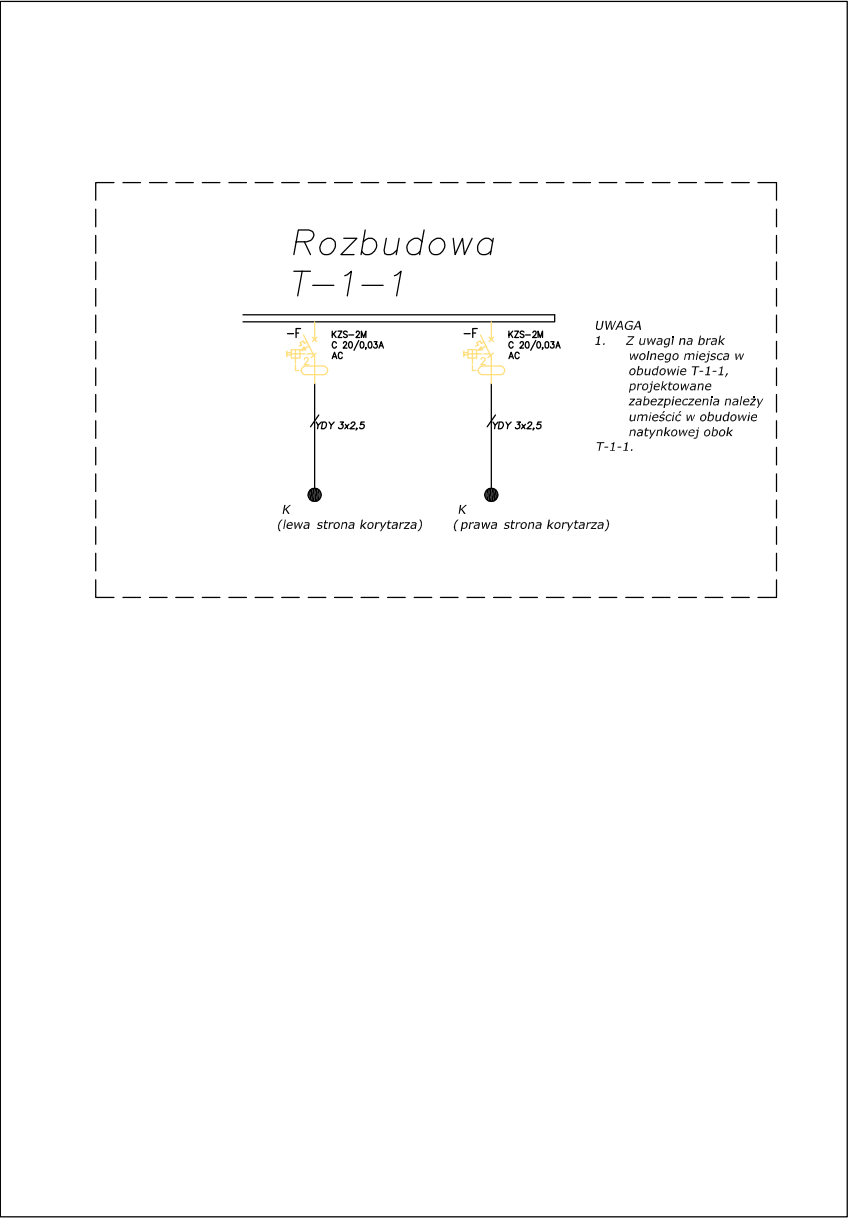 Rozbudowa
T-1-1
-F
KZS-2M
C 20/0,03A
AC
2
YDY 3x2,5
K
(lewa strona korytarza)
-F
KZS-2M
C 20/0,03A
AC
2
YDY 3x2,5
K
(prawa strona korytarza)
UWAGA
1. Z uwagi na brak
wolnego miejsca w
obudowie T-1-1,
projektowane
zabezpieczenia należy
umieścić w obudowie
natynkowej obok
T-1-1.